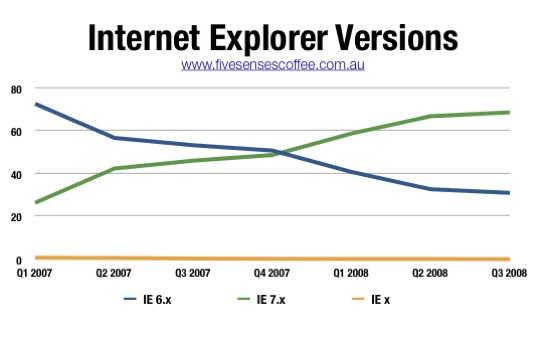 Internet Explorer Versions
www.fivesensescoffee.com.au
80
60
40
20
0
Q1 2007 Q2 2007 Q3 2007 Q4 2007 Q1 2008 Q2 2008 Q3 2008
IE 6.x IE 7.x IE x